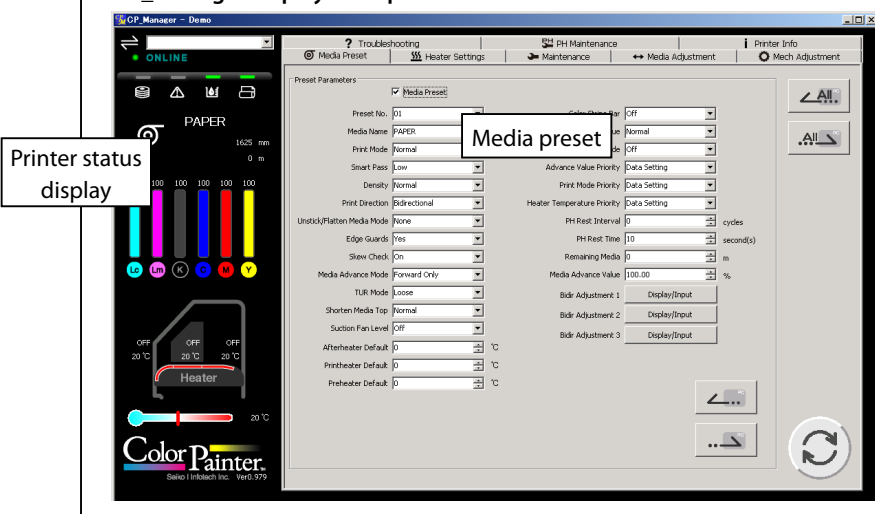 CP_Manager - Demo
ONLINE
PAPER
1625 mm
0 m
Printer status
display
100 100 100 100 100
Lc Lm K C M Y
OFF OFF OFF
20 ℃ 20 ℃ 20 ℃
Heater
20 ℃
Color Painter™
Seiko I Infotech Inc. Ver0.979
? Troubleshooting
PH Maintenance
i Printer Info
Media Preset
Heater Settings
Maintenance
Media Adjustment
Mech Adjustment
Preset Parameters
Media Preset
Media preset
Preset No. 01
Media Name PAPER
Print Mode Normal
Smart Pass Low
Density Normal
Print Direction Bidirectional
Unstick/Flatten Media Mode None
Edge Guards Yes
Skew Check On
Media Advance Mode Forward Only
TUR Mode Loose
Shorten Media Top Normal
Suction Fan Level Off
Afterheater Default 0 ℃
Printheater Default 0 ℃
Preheater Default 0 ℃
Off
Normal
Off
Advance Value Priority Data Setting
Print Mode Priority Data Setting
Heater Temperature Priority Data Setting
PH Rest Interval 0 cycles
PH Rest Time 10 second(s)
Remaining Media 0 m
Media Advance Value 100.00 %
Bidir Adjustment 1 Display/Input
Bidir Adjustment 2 Display/Input
Bidir Adjustment 3 Display/Input
All
All